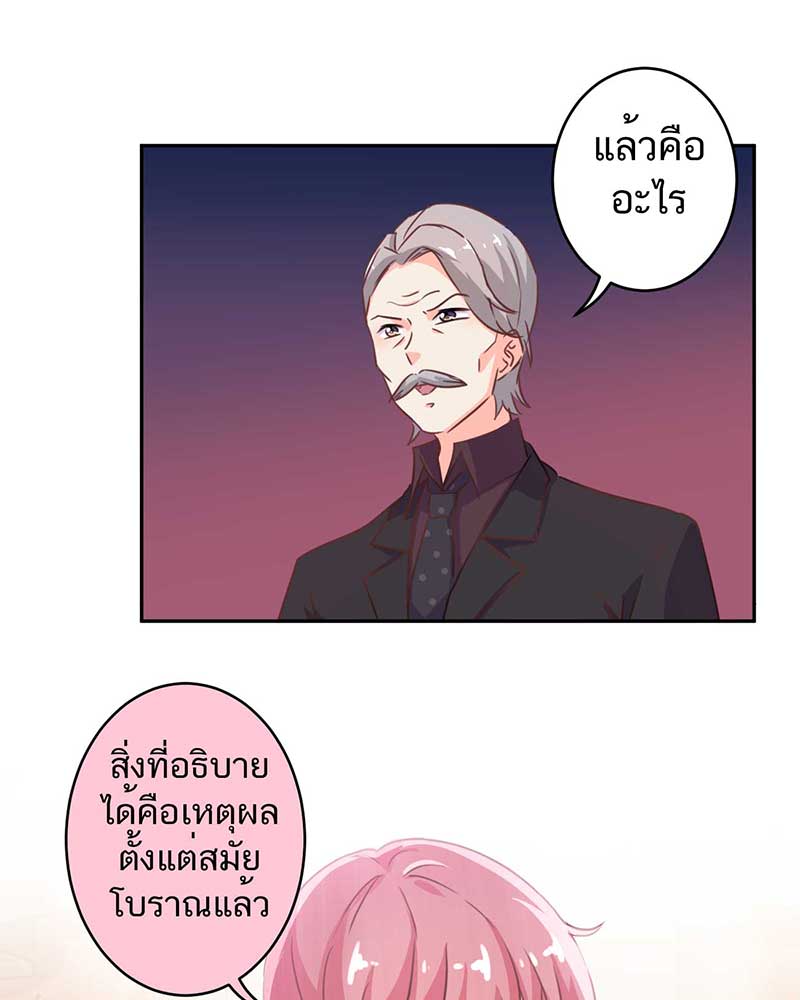 แล้วคือ
อะไร
สิ่งที่อธิบาย
ได้คือเหตุผล
ตั้งแต่สมัย
โบราณแล้ว